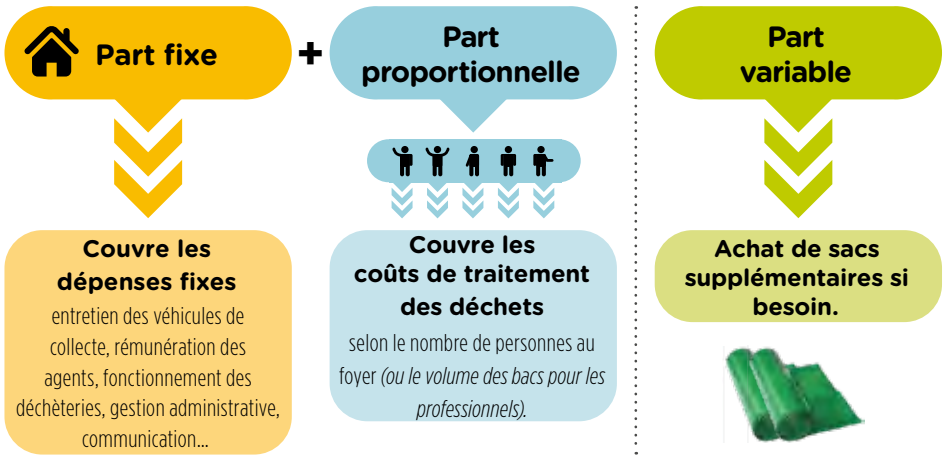 Part fixe
+
Part
proportionnelle
Part
variable
Couvre les
dépenses fixes
entretien des véhicules de
collecte, rémunération des
agents, fonctionnement des
déchèteries, gestion administrative,
communication...
Couvre les
coûts de traitement
des déchets
selon le nombre de personnes au
foyer (ou le volume des bacs pour les
professionnels).
Achat de sacs
supplémentaires si
besoin.